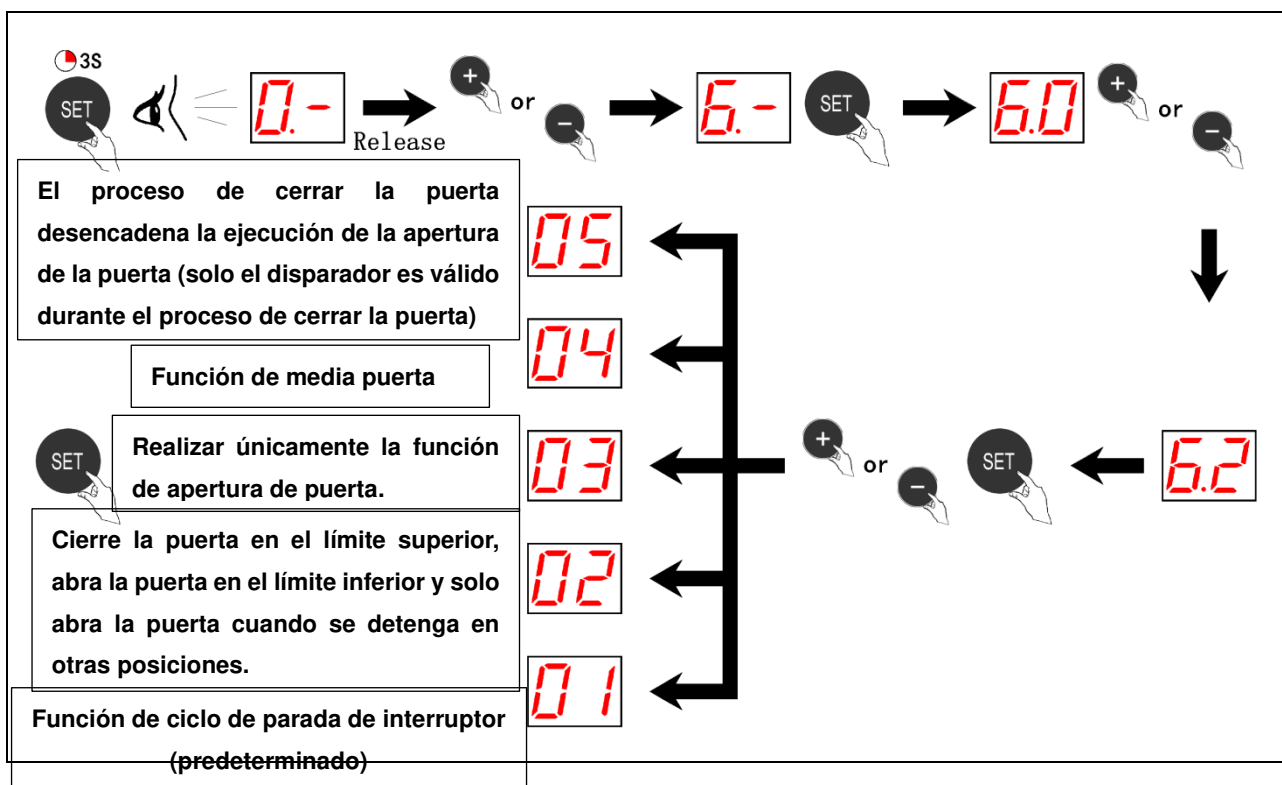 3S
SET
0.-
Release
+
or
-
6.-
SET
6.0
+
or
-
El proceso de cerrar la puerta
desencadena la ejecución de la apertura
de la puerta (solo el disparador es válido
durante el proceso de cerrar la puerta)
05
Función de media puerta
04
SET
Realizar únicamente la función
de apertura de puerta.
03
+
or
-
SET
6.2
Cierre la puerta en el límite superior,
abra la puerta en el límite inferior y solo
abra la puerta cuando se detenga en
otras posiciones.
02
Función de ciclo de parada de interruptor
(predeterminado)
01